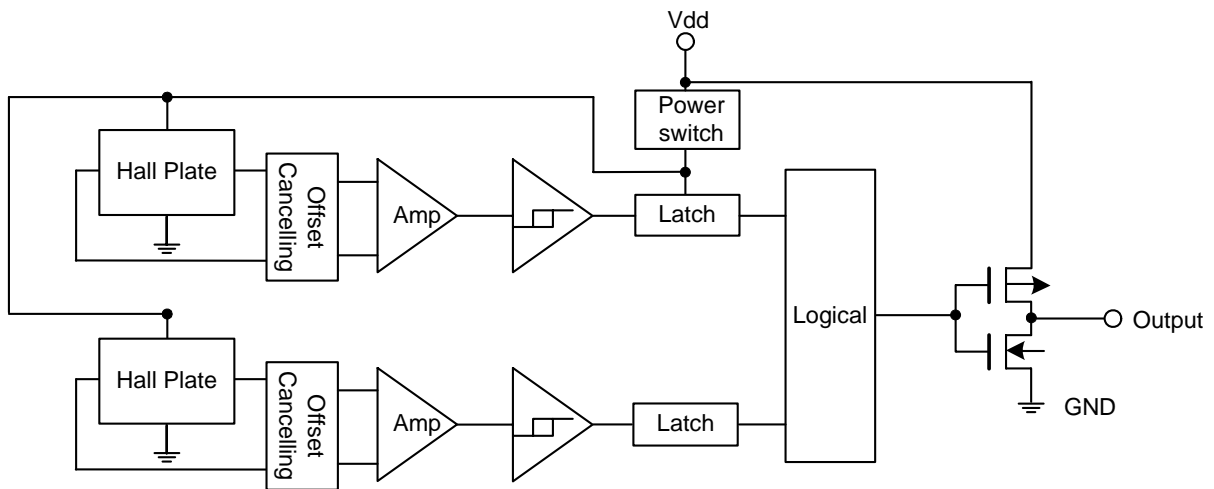 Vdd
Power
switch
Hall Plate
Offset
Cancelling
Amp
Latch
Logical
Output
GND
Hall Plate
Offset
Cancelling
Amp
Latch